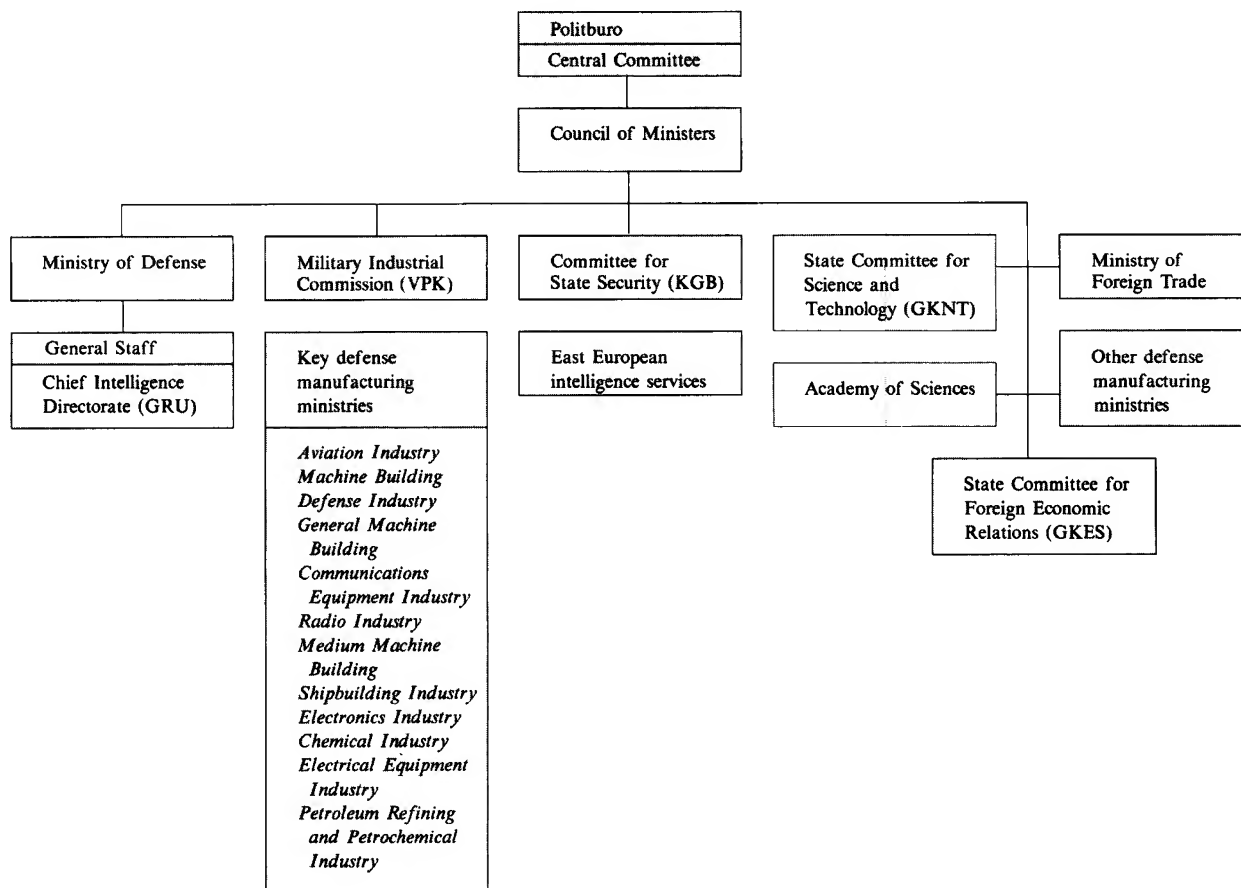 Politburo
Central Committee
Council of Ministers
Ministry of Defense
General Staff
Chief Intelligence
Directorate (GRU)
Military Industrial
Commission (VPK)
Key defense
manufacturing
ministries
Aviation Industry
Machine Building
Defense Industry
General Machine
Building
Communications
Equipment Industry
Radio Industry
Medium Machine
Building
Shipbuilding Industry
Electronics Industry
Chemical Industry
Electrical Equipment
Industry
Petroleum Refining
and Petrochemical
Industry
Committee for
State Security (KGB)
East European
intelligence services
State Committee for
Science and
Technology (GKNT)
Ministry of
Foreign Trade
Academy of Sciences
Other defense
manufacturing
ministries
State Committee for
Foreign Economic
Relations (GKES)